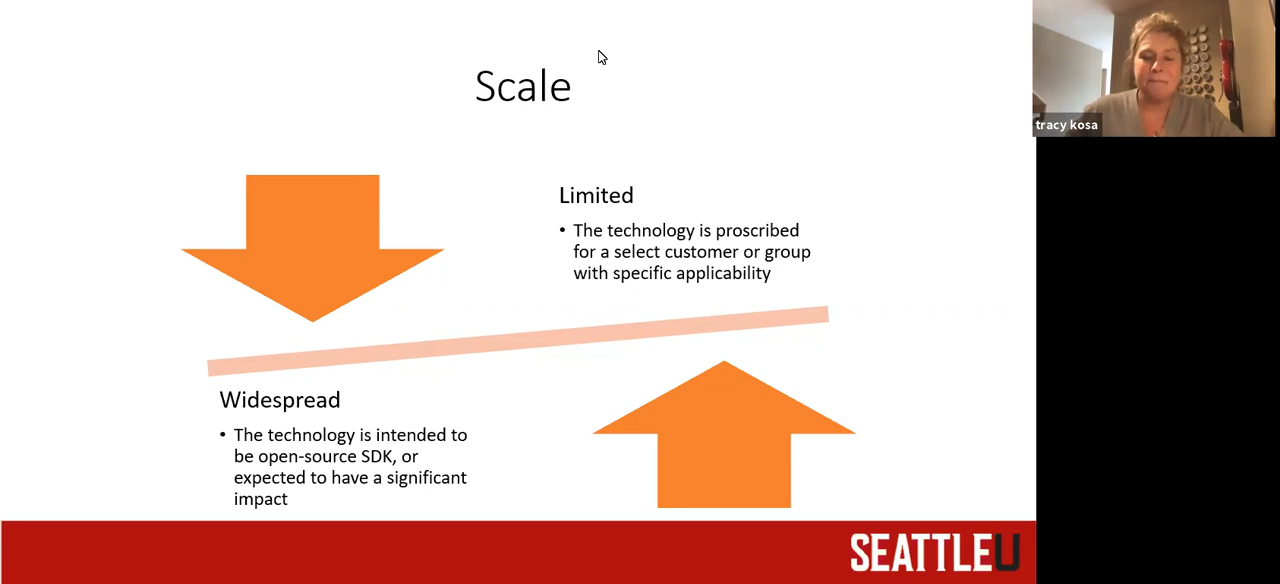 Scale
tracy kosa
Limited
• The technology is proscribed
for a select customer or group
with specific applicability
Widespread
• The technology is intended to
be open-source SDK, or
expected to have a significant
impact
SEATTLEU